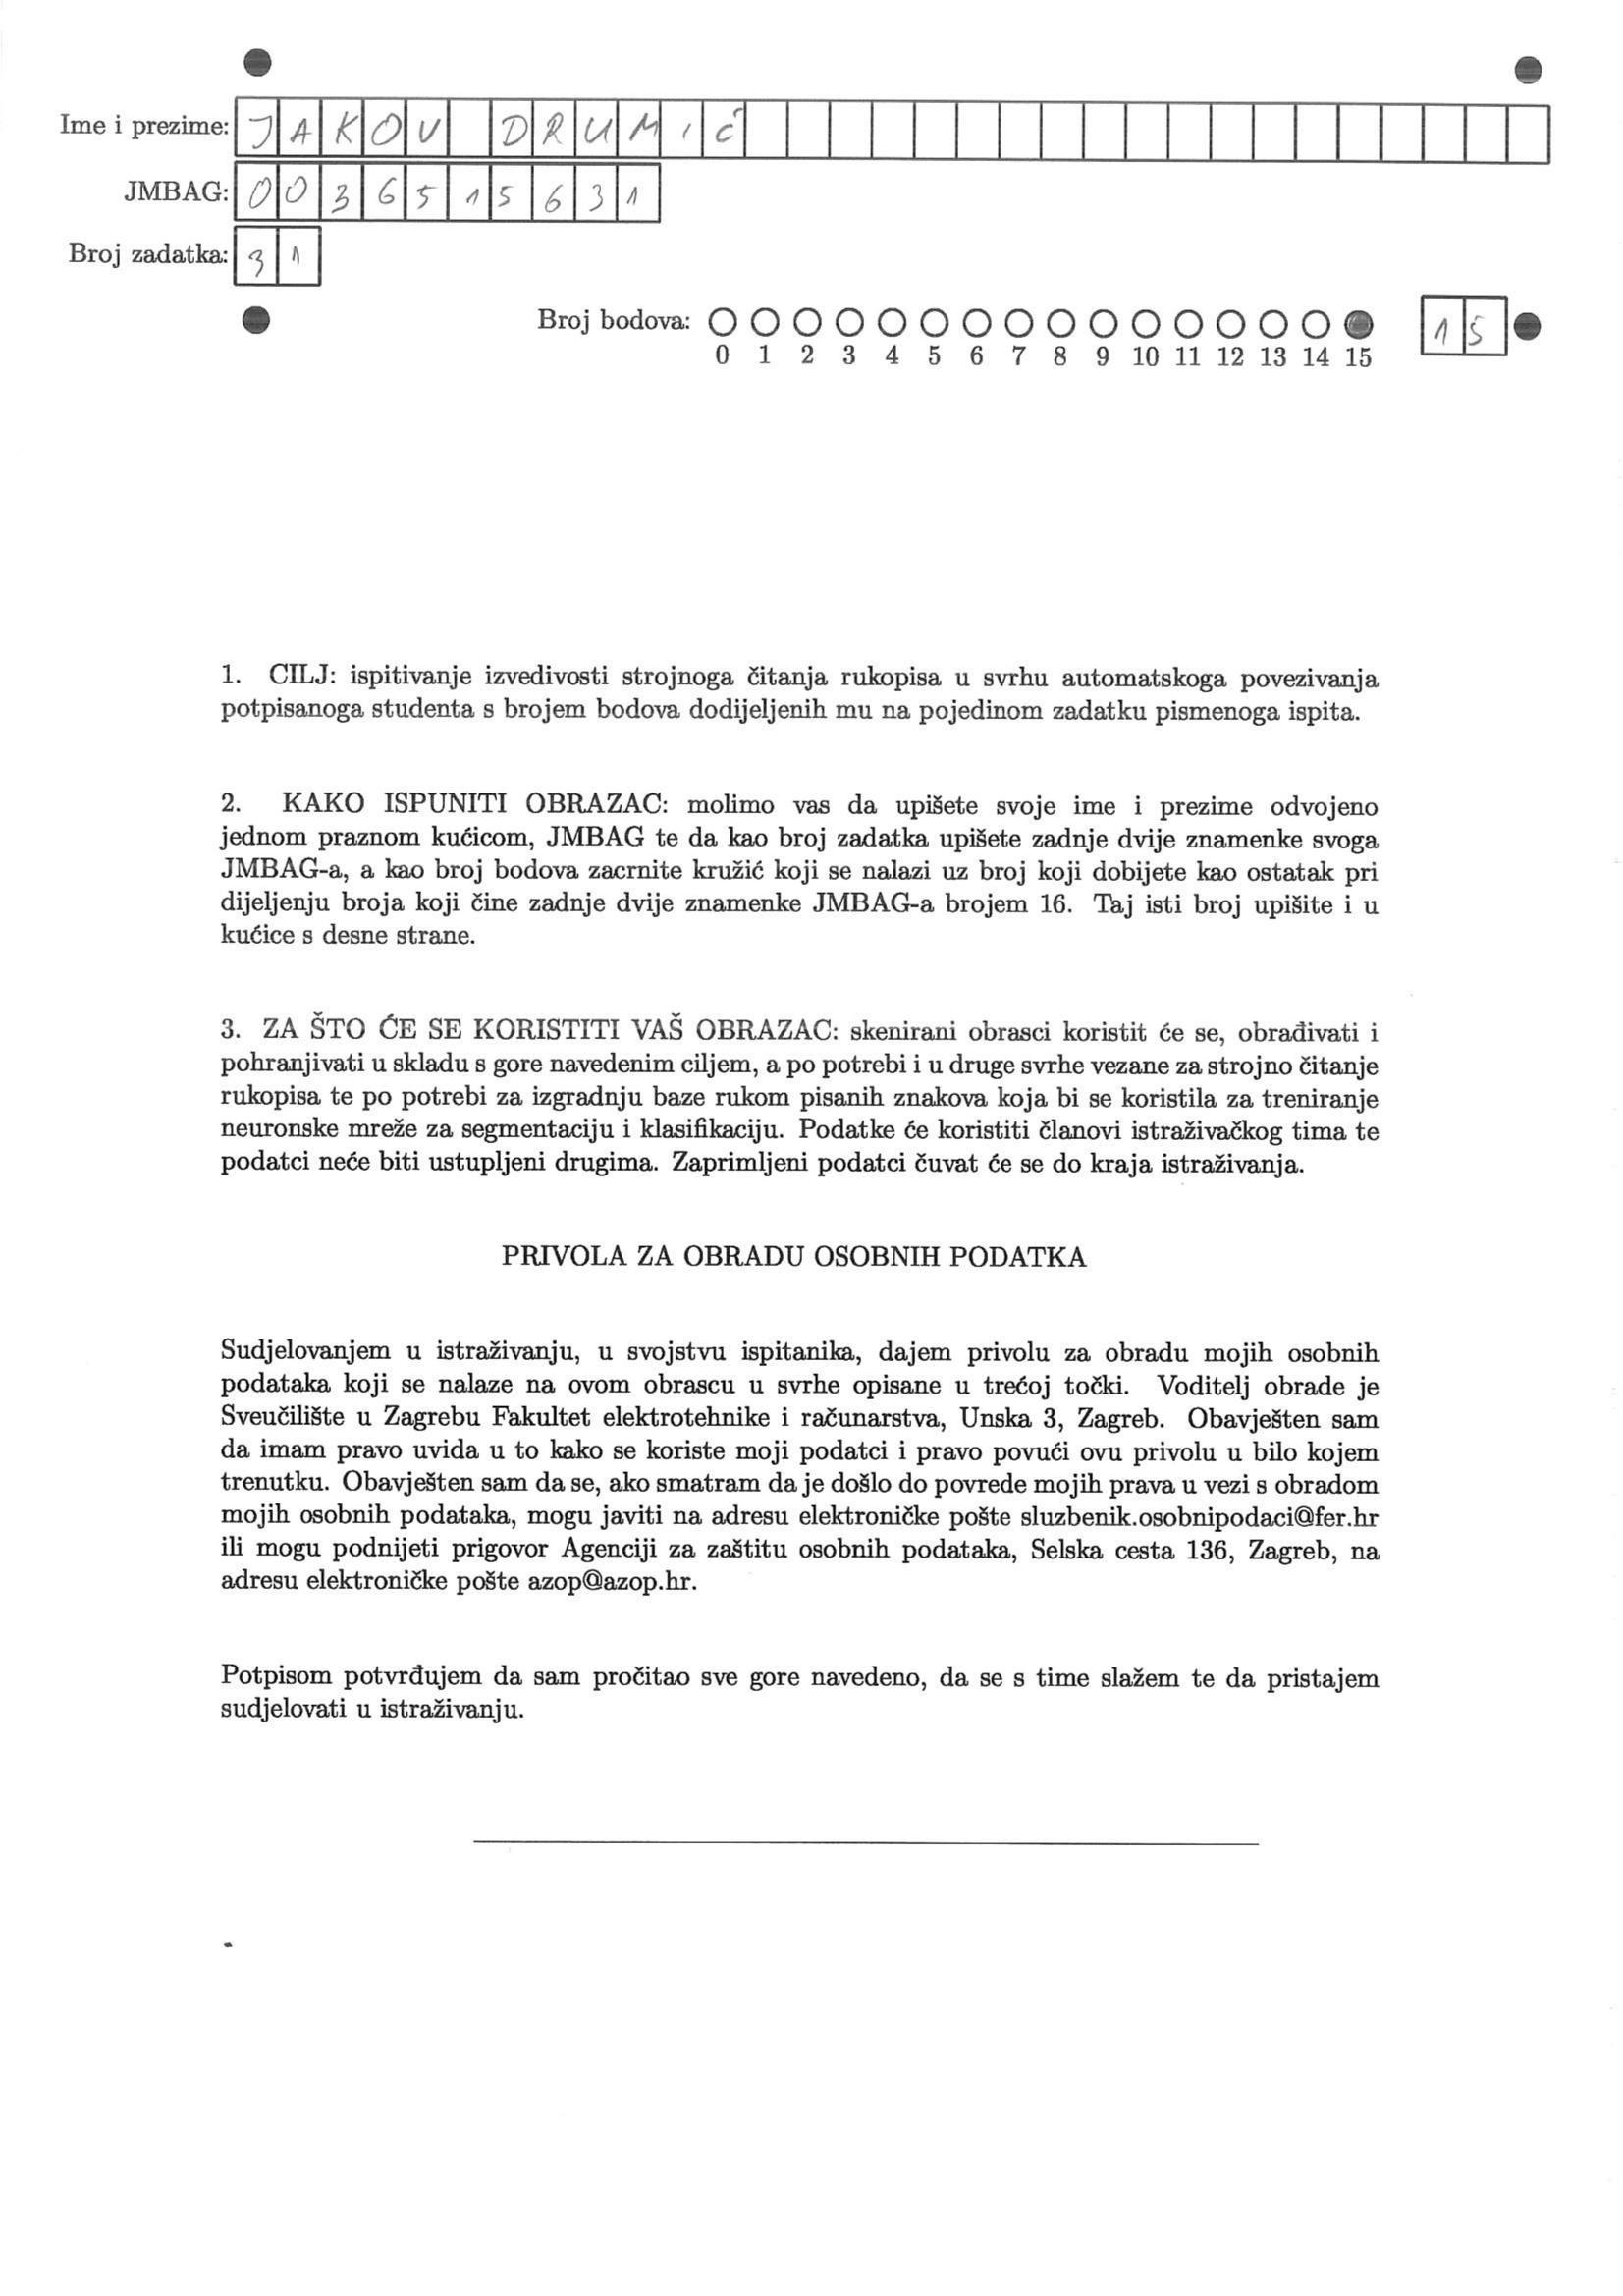 Ime i prezime: JAKOV DRUMIĆ
JMBAG: 0036515631
Broj zadatka: 31
Broj bodova: 15
0 1 2 3 4 5 6 7 8 9 10 11 12 13 14 15
1. CILJ: ispitivanje izvedivosti strojnoga čitanja rukopisa u svrhu automatskoga povezivanja
potpisanoga studenta s brojem bodova dodijeljenih mu na pojedinom zadatku pismenoga ispita.
2. KAKO ISPUNITI OBRAZAC: molimo vas da upišete svoje ime i prezime odvojeno
jednom praznom kućicom, JMBAG te da kao broj zadatka upišete zadnje dvije znamenke svoga
JMBAG-a, a kao broj bodova zacrnite kružić koji se nalazi uz broj koji dobijete kao ostatak pri
dijeljenju broja koji čine zadnje dvije znamenke JMBAG-a brojem 16. Taj isti broj upišite i u
kućice s desne strane.
3. ZA ŠTO ĆE SE KORISTITI VAŠ OBRAZAC: skenirani obrasci koristit će se, obrađivati i
pohranjivati u skladu s gore navedenim ciljem, a po potrebi i u druge svrhe vezane za strojno čitanje
rukopisa te po potrebi za izgradnju baze rukom pisanih znakova koja bi se koristila za treniranje
neuronske mreže za segmentaciju i klasifikaciju. Podatke će koristiti članovi istraživačkog tima te
podatci neće biti ustupljeni drugima. Zaprimljeni podatci čuvat će se do kraja istraživanja.
PRIVOLA ZA OBRADU OSOBNIH PODATKA
Sudjelovanjem u istraživanju, u svojstvu ispitanika, dajem privolu za obradu mojih osobnih
podataka koji se nalaze na ovom obrascu u svrhe opisane u trećoj točki. Voditelj obrade je
Sveučilište u Zagrebu Fakultet elektrotehnike i računarstva, Unska 3, Zagreb. Obavješten sam
da imam pravo uvida u to kako se koriste moji podatci i pravo povući ovu privolu u bilo kojem
trenutku. Obavješten sam da se, ako smatram da je došlo do povrede mojih prava u vezi s obradom
mojih osobnih podataka, mogu javiti na adresu elektroničke pošte sluzbenik.osobnipodaci@fer.hr
ili mogu podnijeti prigovor Agenciji za zaštitu osobnih podataka, Selska cesta 136, Zagreb, na
adresu elektroničke pošte azop@azop.hr.
Potpisom potvrđujem da sam pročitao sve gore navedeno, da se s time slažem te da pristajem
sudjelovati u istraživanju.